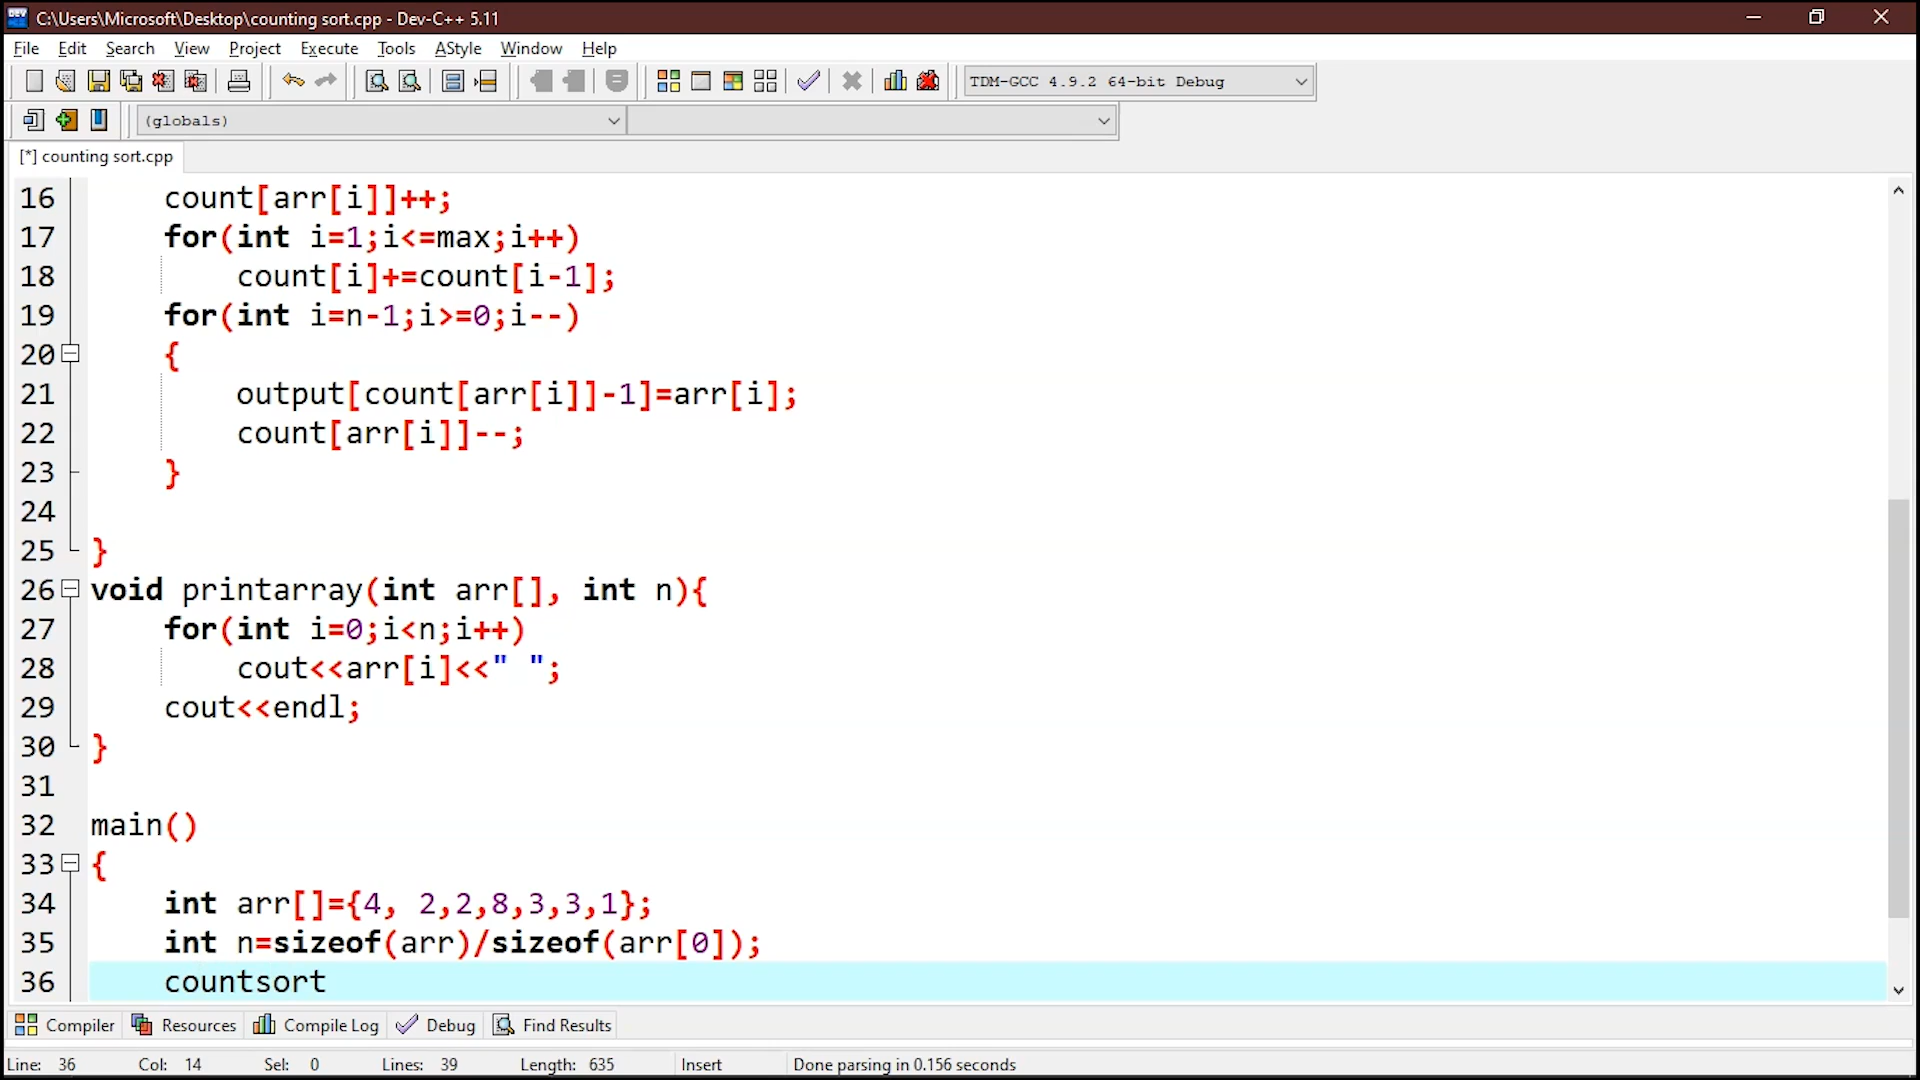 C:\Users\Microsoft\Desktop\counting sort.cpp - Dev-C++ 5.11
File Edit Search View Project Execute Tools AStyle Window Help
TDM-GCC 4.9.2 64-bit Debug
(globals)
[*] counting sort.cpp
16 count[arr[i]]++;
17 for(int i=1;i<=max;i++)
18 count[i]+=count[i-1];
19 for(int i=n-1;i>=0;i--)
20 {
21 output[count[arr[i]]-1]=arr[i];
22 count[arr[i]]--;
23 }
24
25 }
26 void printarray(int arr[], int n){
27 for(int i=0;i<n;i++)
28 cout<<arr[i]<<" ";
29 cout<<endl;
30 }
31
32 main()
33 {
34 int arr[]={4, 2,2,8,3,3,1};
35 int n=sizeof(arr)/sizeof(arr[0]);
36 countsort
Compiler Resources Compile Log Debug Find Results
Line: 36 Col: 14 Sel: 0 Lines: 39 Length: 635 Insert Done parsing in 0.156 seconds